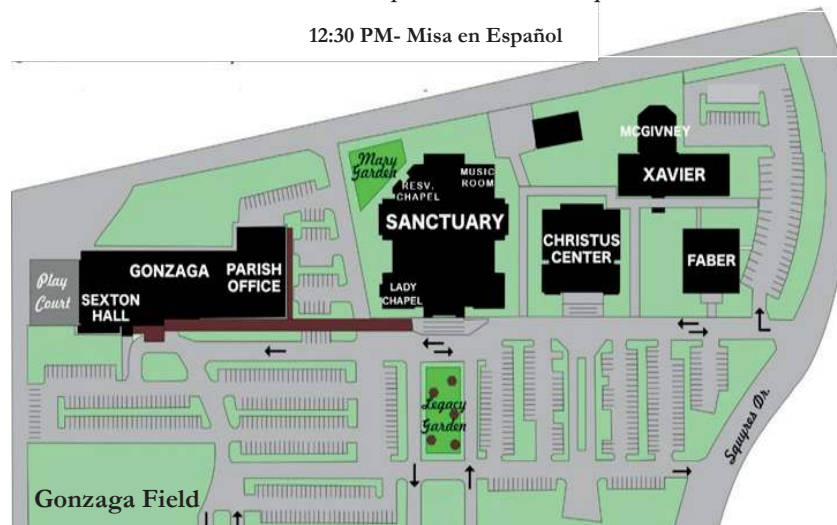 12:30 PM- Misa en Español
MCGIVNEY
XAVIER
Mary
Garden
MUSIC
ROOM
RESV.
CHAPEL
SANCTUARY
CHRISTUS
CENTER
FABER
GONZAGA
PARISH
OFFICE
Play
Court
SEXTON
HALL
LADY
CHAPEL
Legacy
Garden
Squyres Dr.
Gonzaga Field